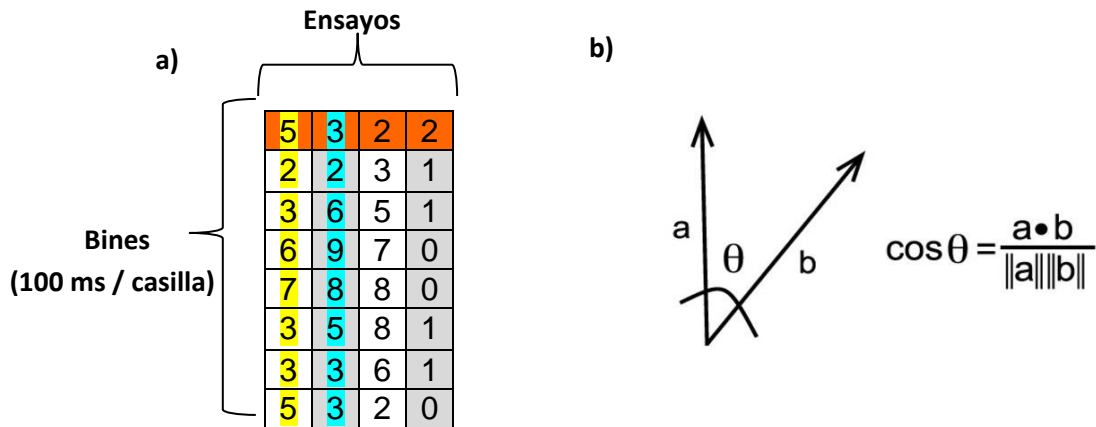 Ensayos
a)
5 3 2 2
2 2 3 1
3 6 5 1
Bines
6 9 7 0
(100 ms / casilla)
7 8 8 0
3 5 8 1
3 3 6 1
5 3 2 0
b)
a
θ
b
cosθ = a•b / ‖a‖‖b‖